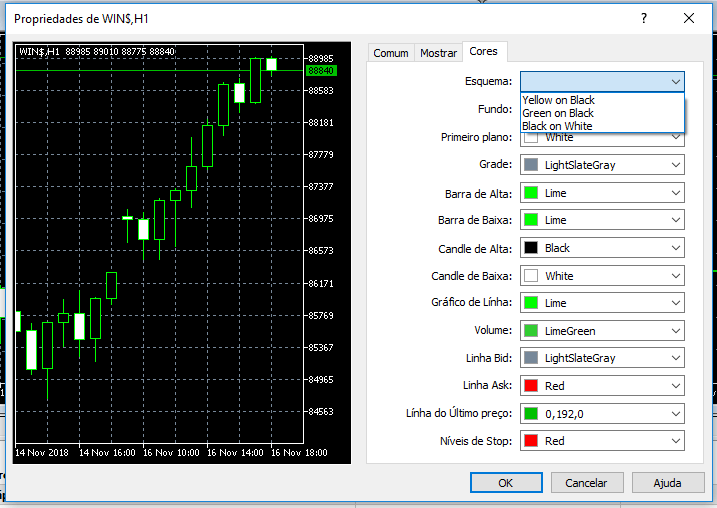 Propriedades de WIN$,H1
?
WIN$,H1 88985 89010 88775 88840
88985
88840
88583
88181
87779
87377
86975
86573
86171
85769
85367
84965
84563
14 Nov 2018
14 Nov 16:00
16 Nov 10:00
16 Nov 14:00
16 Nov 18:00
Comum
Mostrar
Cores
Esquema:
Yellow on Black
Green on Black
Black on White
Fundo:
Primeiro plano: White
Grade: LightSlateGray
Barra de Alta: Lime
Barra de Baixa: Lime
Candle de Alta: Black
Candle de Baixa: White
Gráfico de Línha: Lime
Volume: LimeGreen
Linha Bid: LightSlateGray
Linha Ask: Red
Línha do Último preço: 0,192,0
Níveis de Stop: Red
OK
Cancelar
Ajuda